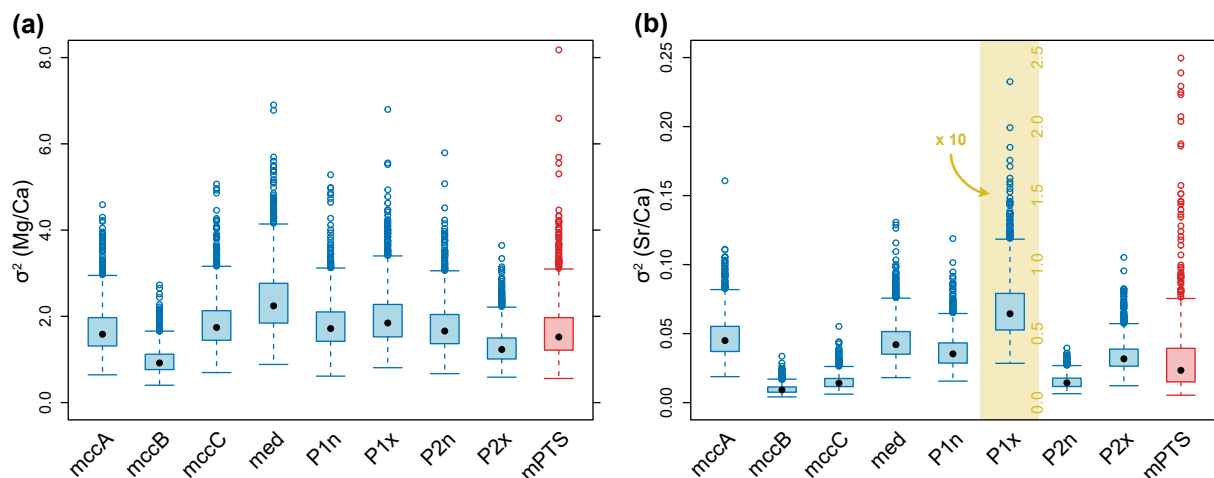 (a)
σ² (Mg/Ca)
8.0
6.0
4.0
2.0
0.0
mccA
mccB
mccC
med
P1n
P1x
P2n
P2x
mPTS
(b)
σ² (Sr/Ca)
0.25
0.20
0.15
0.10
0.05
0.00
x 10
2.5
2.0
1.5
1.0
0.5
0.0
mccA
mccB
mccC
med
P1n
P1x
P2n
P2x
mPTS